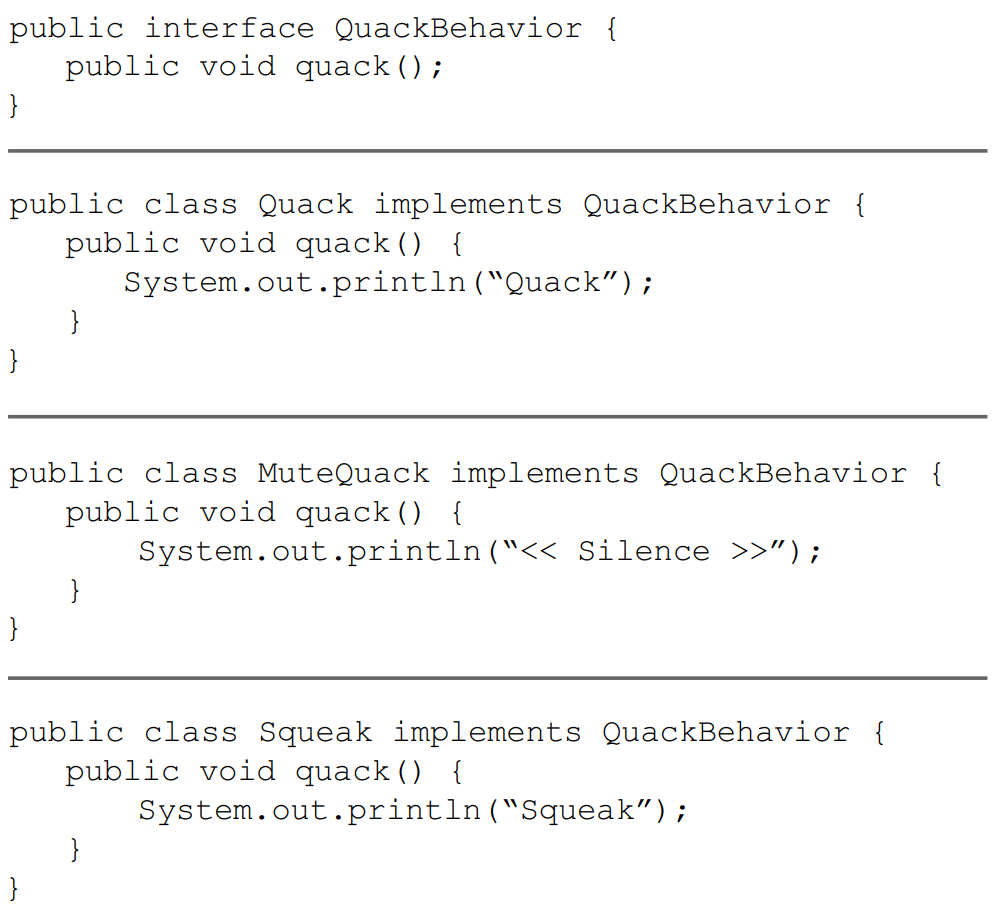 public interface QuackBehavior {
   public void quack();
}
public class Quack implements QuackBehavior {
   public void quack() {
      System.out.println(“Quack”);
   }
}
public class MuteQuack implements QuackBehavior {
   public void quack() {
       System.out.println(“<< Silence >>”);
   }
}
public class Squeak implements QuackBehavior {
   public void quack() {
       System.out.println(“Squeak”);
   }
}